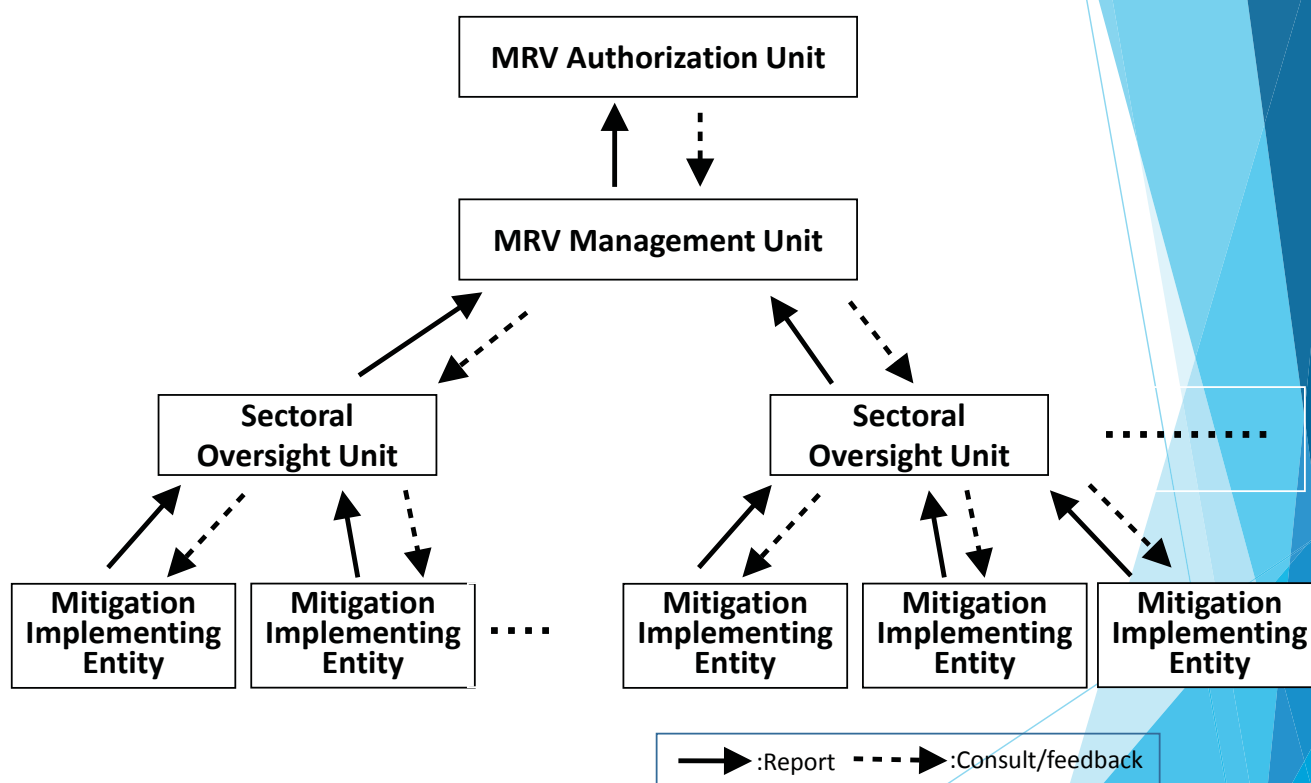 MRV Authorization Unit
MRV Management Unit
Sectoral
Oversight Unit
Sectoral
Oversight Unit
Mitigation
Implementing
Entity
Mitigation
Implementing
Entity
Mitigation
Implementing
Entity
Mitigation
Implementing
Entity
Mitigation
Implementing
Entity
:Report
:Consult/feedback